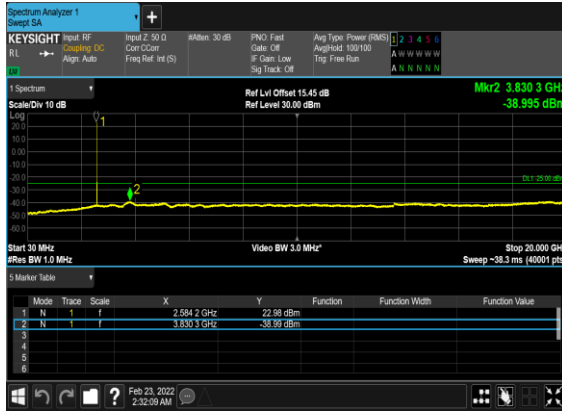 Spectrum Analyzer 1
Swept SA
+
KEYSIGHT Input: RF Input Z: 50 Ω #Atten: 30 dB PNO: Fast Avg Type: Power (RMS) 1 2 3 4 5 6
RL Coupling: DC Corr CCorr Gate: Off Avg|Hold: 100/100 A W W W W W
Align: Auto Freq Ref: Int (S) IF Gain: Low Trig: Free Run
LU Sig Track: Off A N N N N N
1 Spectrum Ref Lvl Offset 15.45 dB Mkr2 3.830 3 GHz
Scale/Div 10 dB Ref Level 30.00 dBm -38.995 dBm
Log
20.0
10.0
0.00
-10.0
-20.0
-30.0
-40.0
-50.0
-60.0
1
2
DL1 -25.00 dBm
Start 30 MHz Video BW 3.0 MHz* Stop 20.000 GHz
#Res BW 1.0 MHz Sweep ~38.3 ms (40001 pts)
5 Marker Table
Mode Trace Scale X Y Function Function Width Function Value
1 N 1 f 2.584 2 GHz 22.98 dBm
2 N 1 f 3.830 3 GHz -38.99 dBm
3
4
5
6
? Feb 23, 2022
2:32:09 AM